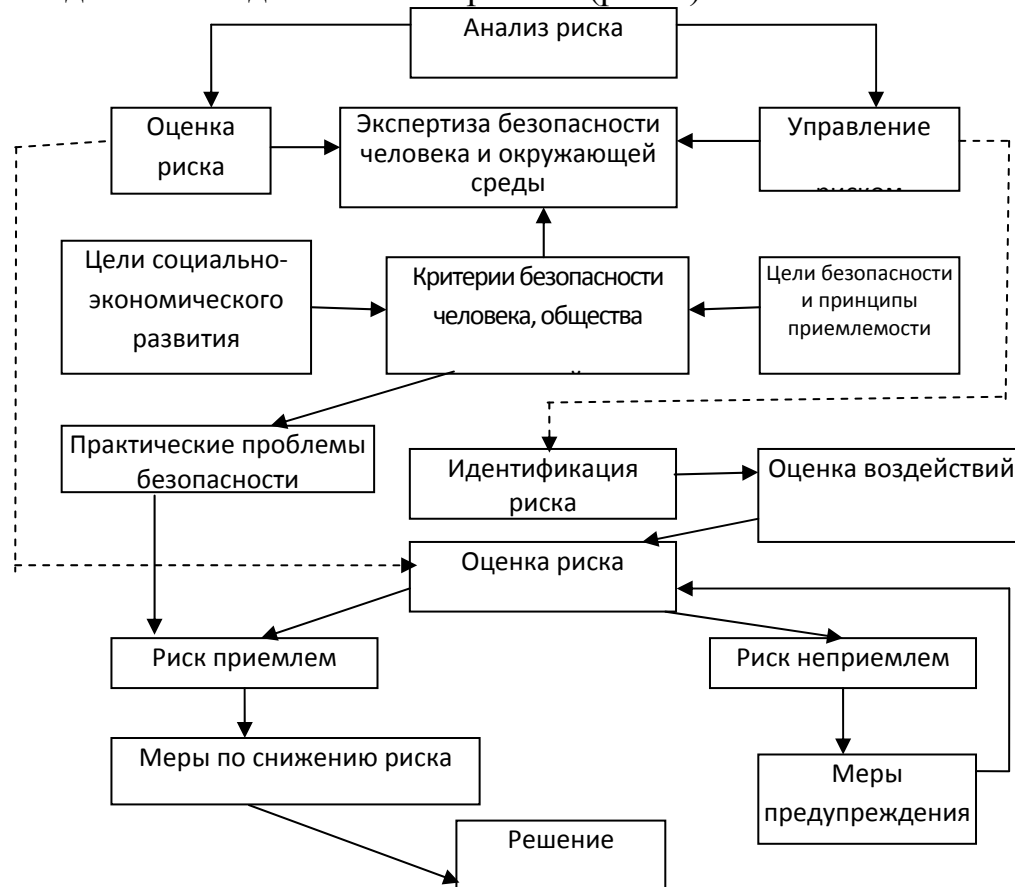 Анализ риска
Оценка
риска
Экспертиза безопасности
человека и окружающей
среды
Управление
Цели социально-
экономического
развития
Критерии безопасности
человека, общества
Цели безопасности
и принципы
приемлемости
Практические проблемы
безопасности
Идентификация
риска
Оценка воздействий
Оценка риска
Риск приемлем
Риск неприемлем
Меры по снижению риска
Меры
предупреждения
Решение